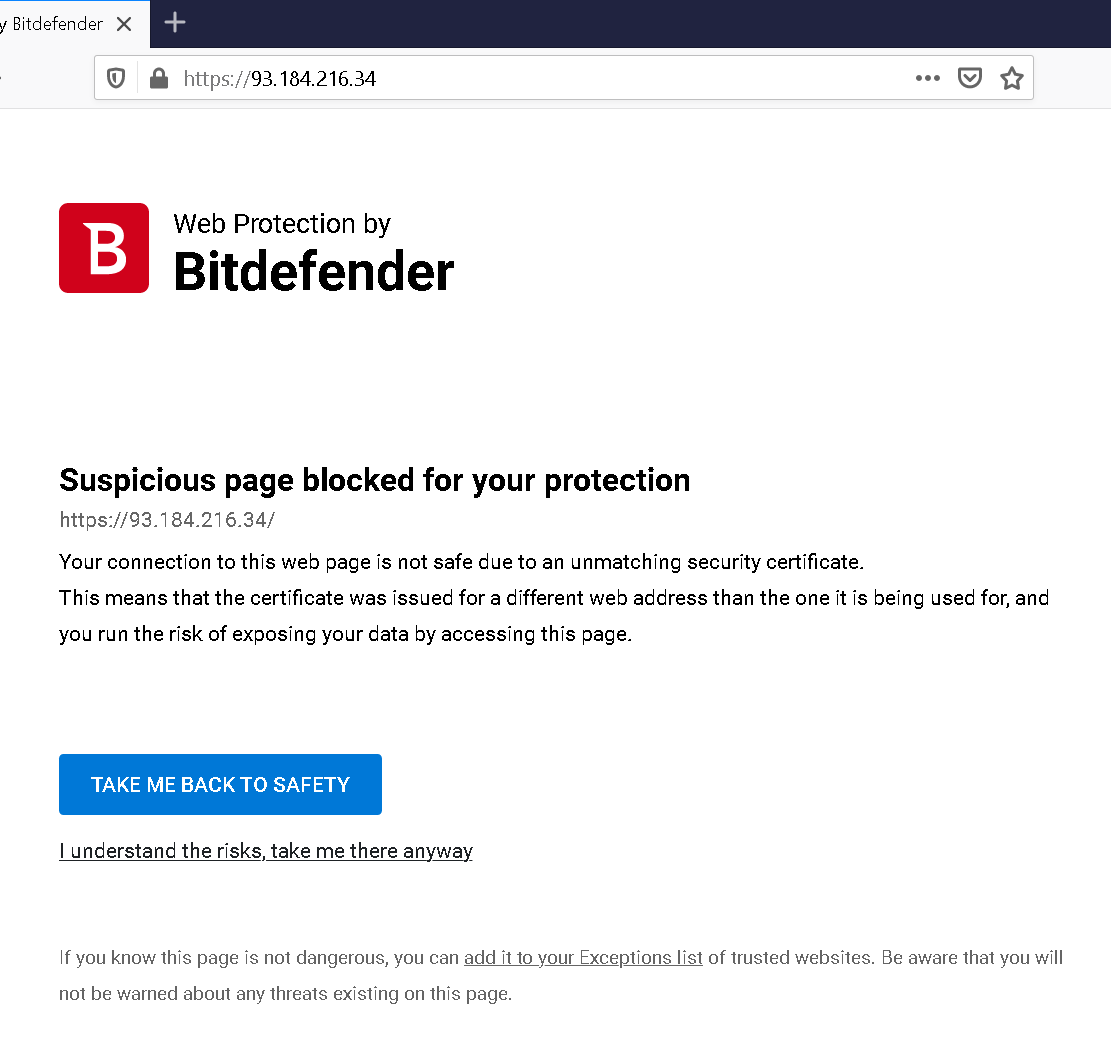 y Bitdefender
https://93.184.216.34
B
Web Protection by
Bitdefender
Suspicious page blocked for your protection
https://93.184.216.34/
Your connection to this web page is not safe due to an unmatching security certificate.
This means that the certificate was issued for a different web address than the one it is being used for, and
you run the risk of exposing your data by accessing this page.
TAKE ME BACK TO SAFETY
I understand the risks, take me there anyway
If you know this page is not dangerous, you can add it to your Exceptions list of trusted websites. Be aware that you will
not be warned about any threats existing on this page.